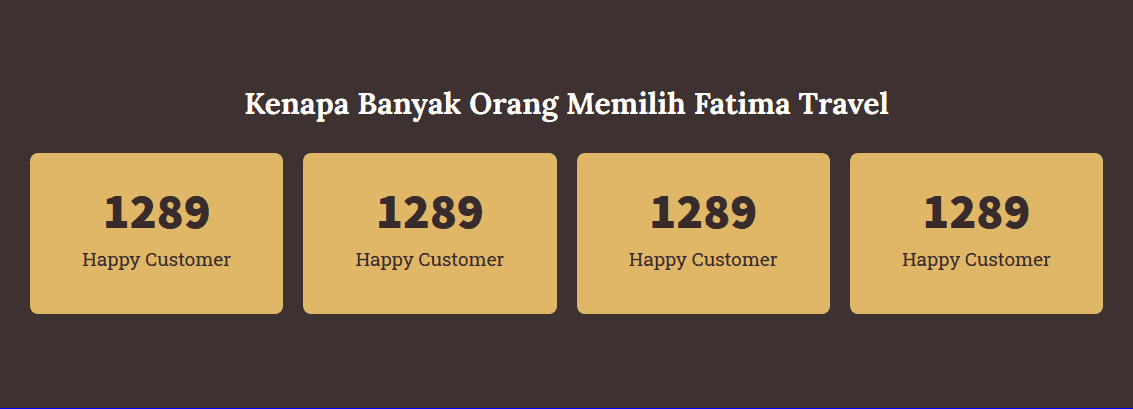 Kenapa Banyak Orang Memilih Fatima Travel
1289 1289 1289 1289
Happy Customer Happy Customer Happy Customer Happy Customer